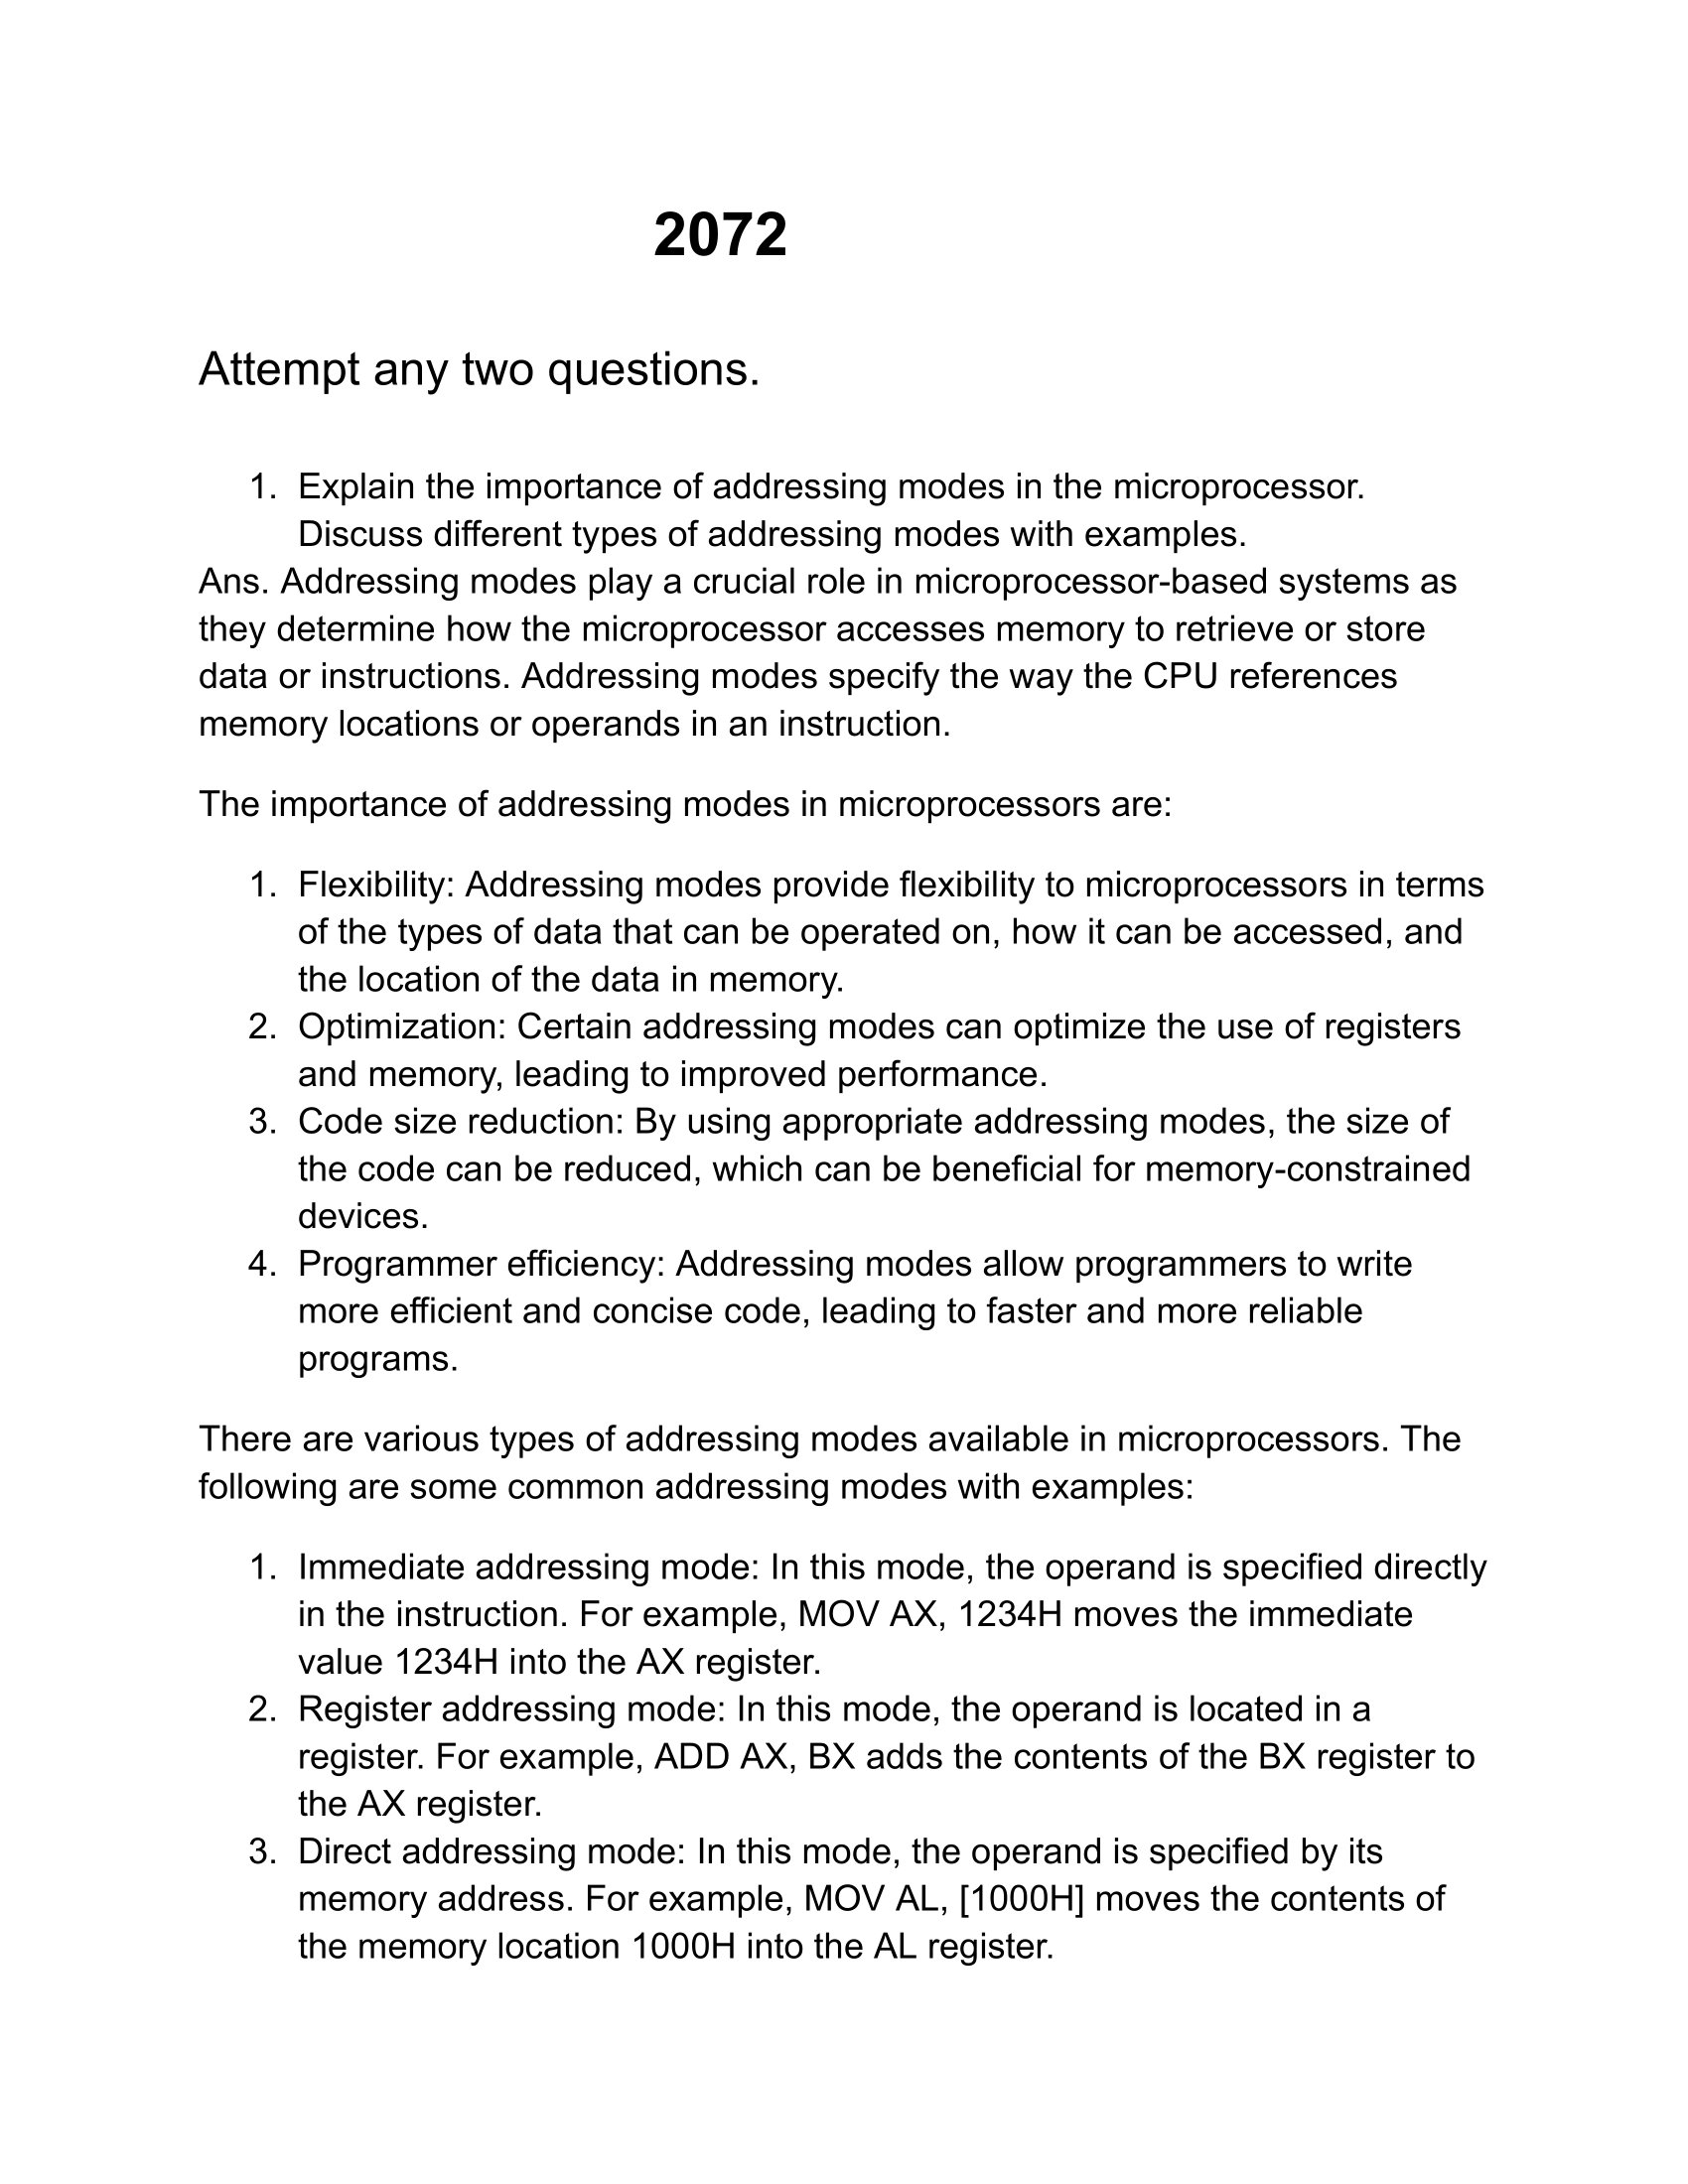 2072
Attempt any two questions.
1. Explain the importance of addressing modes in the microprocessor.
Discuss different types of addressing modes with examples.
Ans. Addressing modes play a crucial role in microprocessor-based systems as
they determine how the microprocessor accesses memory to retrieve or store
data or instructions. Addressing modes specify the way the CPU references
memory locations or operands in an instruction.
The importance of addressing modes in microprocessors are:
1. Flexibility: Addressing modes provide flexibility to microprocessors in terms
of the types of data that can be operated on, how it can be accessed, and
the location of the data in memory.
2. Optimization: Certain addressing modes can optimize the use of registers
and memory, leading to improved performance.
3. Code size reduction: By using appropriate addressing modes, the size of
the code can be reduced, which can be beneficial for memory-constrained
devices.
4. Programmer efficiency: Addressing modes allow programmers to write
more efficient and concise code, leading to faster and more reliable
programs.
There are various types of addressing modes available in microprocessors. The
following are some common addressing modes with examples:
1. Immediate addressing mode: In this mode, the operand is specified directly
in the instruction. For example, MOV AX, 1234H moves the immediate
value 1234H into the AX register.
2. Register addressing mode: In this mode, the operand is located in a
register. For example, ADD AX, BX adds the contents of the BX register to
the AX register.
3. Direct addressing mode: In this mode, the operand is specified by its
memory address. For example, MOV AL, [1000H] moves the contents of
the memory location 1000H into the AL register.